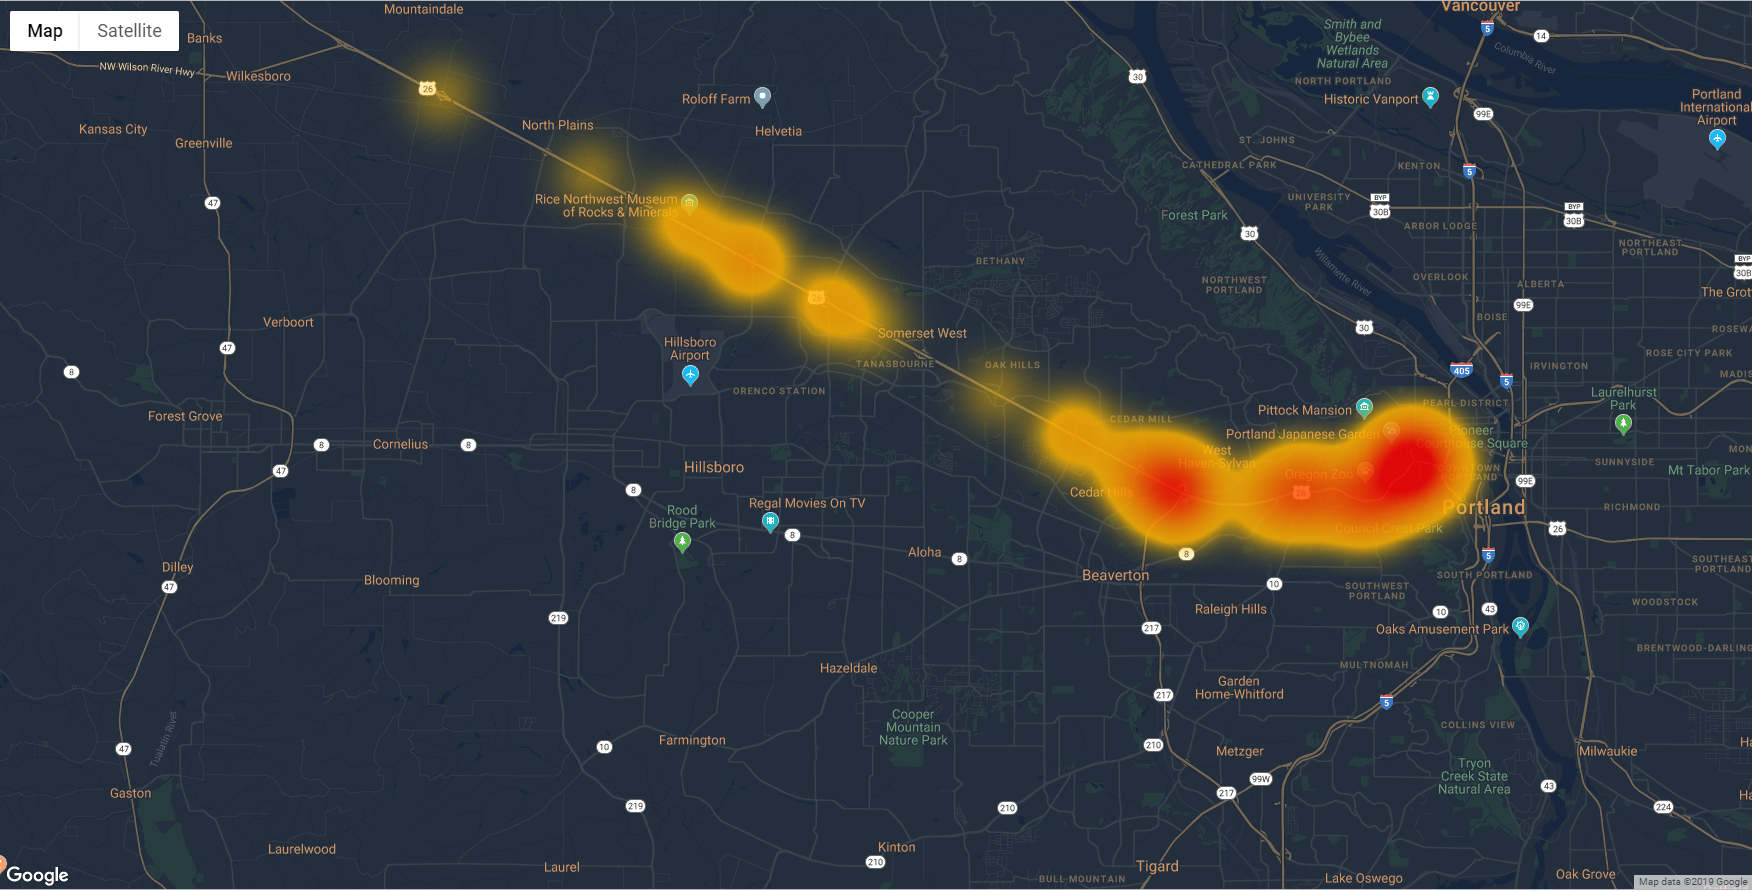 Mountaindale
Vancouver
Map
Satellite
Banks
NW Wilson River Hwy
Wilkesboro
26
Roloff Farm
30
Smith and
Bybee
Wetlands
Natural Area
5
14
Columbia River
NORTH PORTLAND
Historic Vanport
99E
Portland
International
Airport
Kansas City
Greenville
North Plains
Helvetia
ST. JOHNS
CATHEDRAL PARK
KENTON
5
47
Rice Northwest Museum
of Rocks & Minerals
UNIVERSITY
PARK
BYP
30B
BYP
30B
Forest Park
30
ARBOR LODGE
NORTHEAST
PORTLAND
BETHANY
Willamette River
BYP
30B
NORTHWEST
PORTLAND
OVERLOOK
ALBERTA
The Grot
26
99E
Verboort
Somerset West
30
BOISE
ROSEW
47
Hillsboro
Airport
8
TANASBOURNE
OAK HILLS
405
5
IRVINGTON
ROSE CITY PARK
MADIS
ORENCO STATION
Laurelhurst
Park
Forest Grove
CEDAR MILL
Pittock Mansion
PEARL DISTRICT
Cornelius
8
8
Portland Japanese Garden
Pioneer
Courthouse Square
MON
47
Hillsboro
West
Haven-Sylvan
Oregon Zoo
DOWNTOWN
PORTLAND
SUNNYSIDE
Mt Tabor Park
8
Cedar Hills
26
99E
Regal Movies On TV
Portland
RICHMOND
Rood
Bridge Park
8
Council Crest Park
26
Aloha
8
8
5
SOUTHEAST
PORTLAND
Dilley
47
Blooming
Beaverton
10
SOUTHWEST
PORTLAND
SOUTH PORTLAND
WOODSTOCK
219
Raleigh Hills
10
43
217
Oaks Amusement Park
Hazeldale
MULTNOMAH
BRENTWOOD-DARLING
217
Garden
Home-Whitford
5
Tualatin River
Cooper
Mountain
Nature Park
COLLINS VIEW
47
10
Farmington
210
Metzger
Milwaukie
Ha
Tryon
Creek State
Natural Area
99W
217
43
Gaston
219
210
224
Ha
Laurelwood
Kinton
210
Laurel
Tigard
BULL MOUNTAIN
Lake Oswego
Oak Grove
Google
Map data ©2019 Google